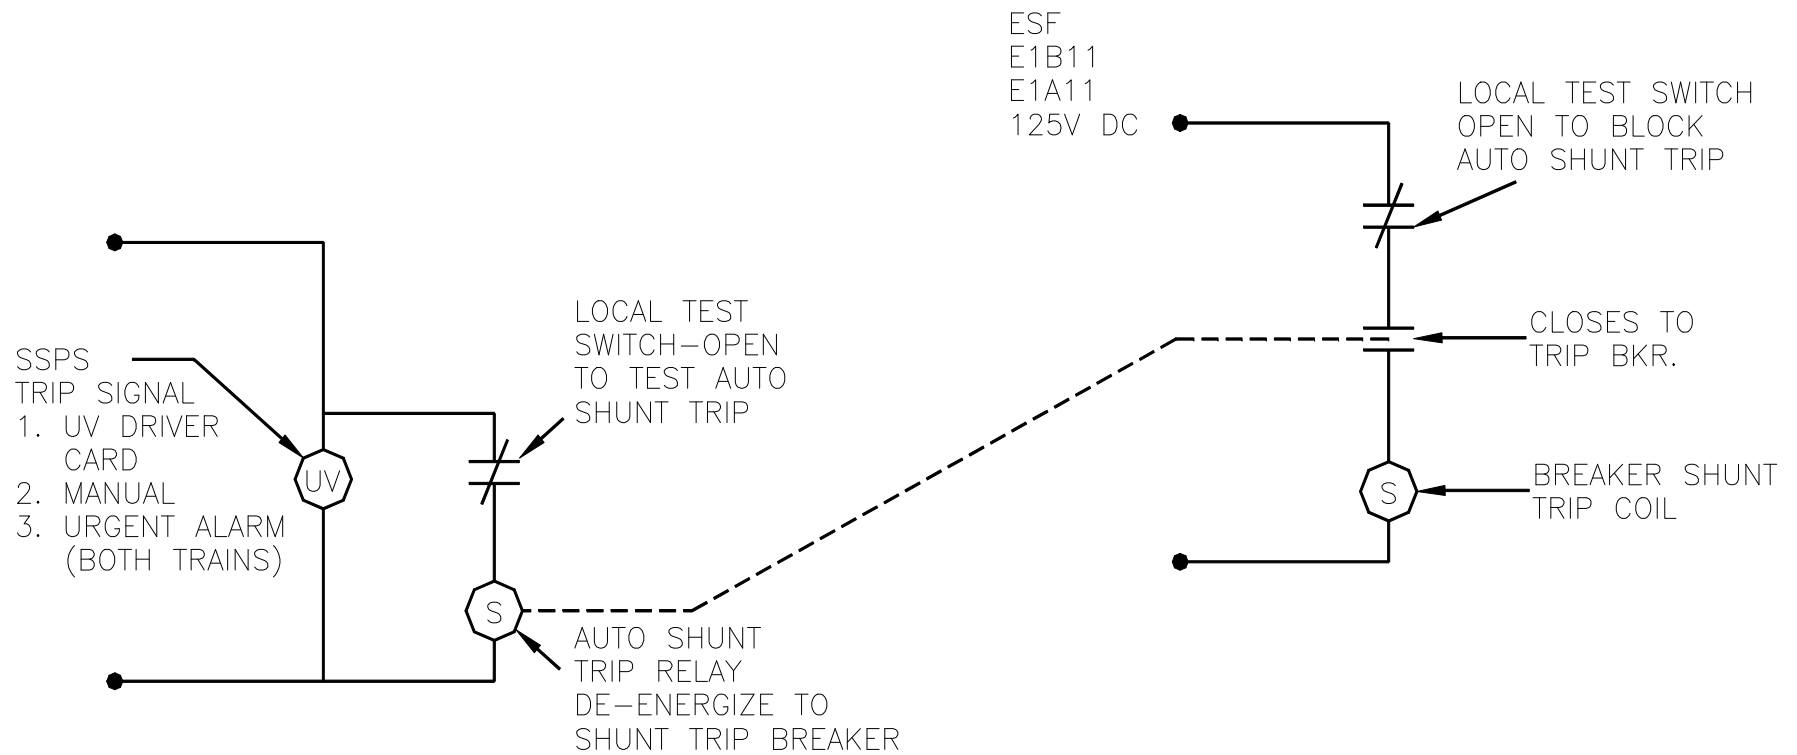 ESF
E1B11
E1A11
125V DC
LOCAL TEST SWITCH
OPEN TO BLOCK
AUTO SHUNT TRIP
LOCAL TEST
SWITCH-OPEN
TO TEST AUTO
SHUNT TRIP
CLOSES TO
TRIP BKR.
SSPS
TRIP SIGNAL
1. UV DRIVER
CARD
2. MANUAL
3. URGENT ALARM
(BOTH TRAINS)
UV
S
BREAKER SHUNT
TRIP COIL
S
AUTO SHUNT
TRIP RELAY
DE-ENERGIZE TO
SHUNT TRIP BREAKER